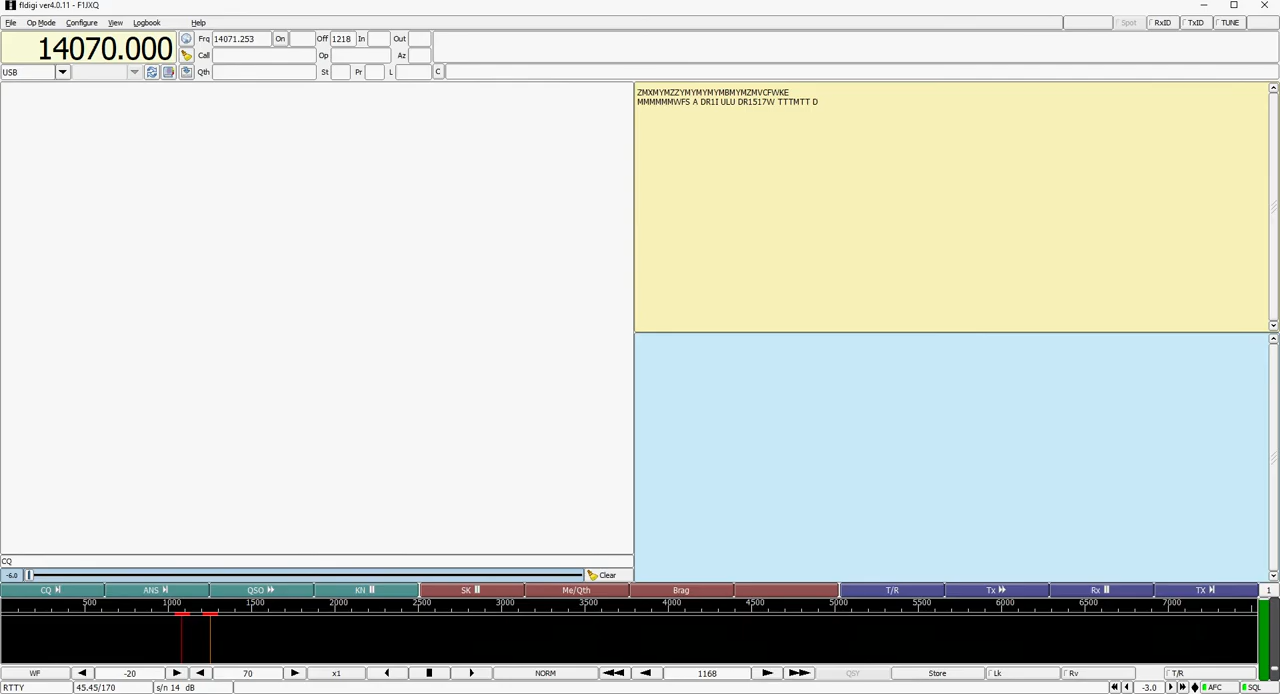 fldigi ver4.0.11 - F1JXQ
File Op Mode Configure View Logbook Help
Spot RxID TxID TUNE
14070.000
Frq 14071.253 On Off 1218 In Out
Call Op Az
USB Qth St Pr L C
ZMXMYMZZYMYMYMYMBMYMZMVCFWKE
MMMMMMWFS A DR1I ULU DR1517W TTTMTT D
CQ
-6.0 Clear
CQ ANS QSO KN SK Me/Qth Brag T/R Tx Rx TX 1
500 1000 1500 2000 2500 3000 3500 4000 4500 5000 5500 6000 6500 7000
WF -20 70 x1 NORM 1168 QSY Store Lk Rv T/R
RTTY 45.45/170 s/n 14 dB -3.0 AFC SQL